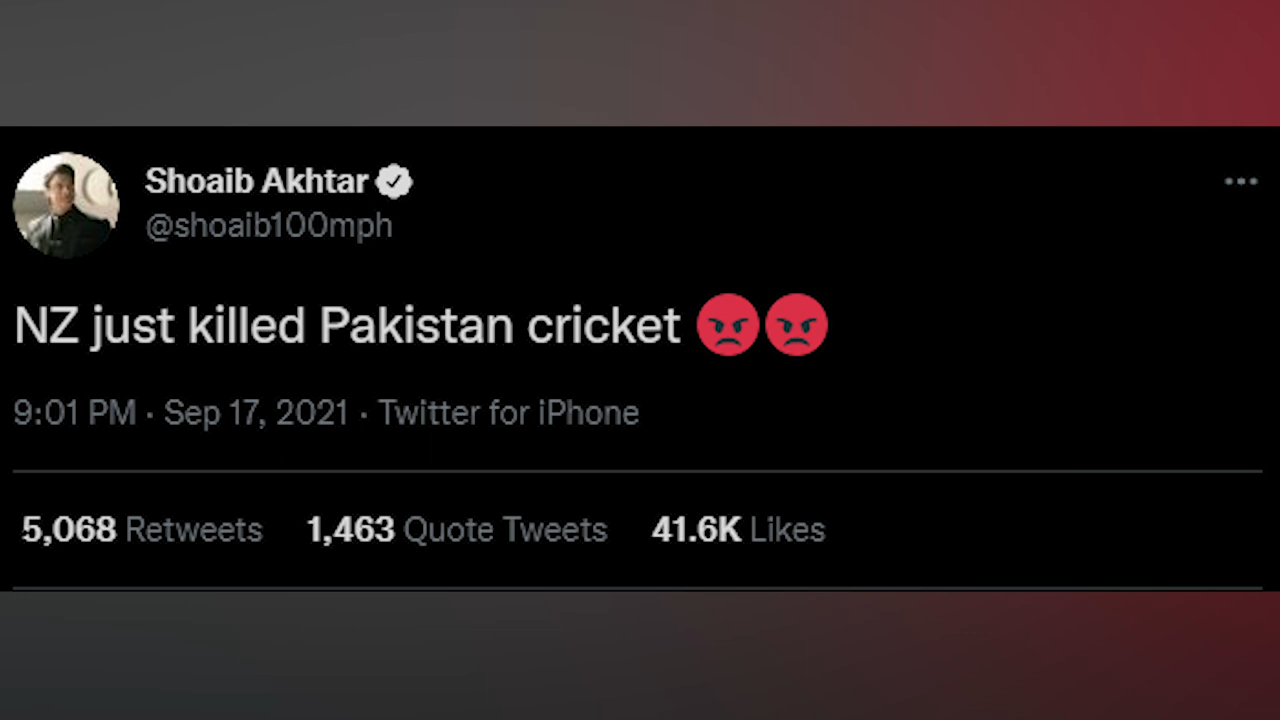 Shoaib Akhtar
@shoaib100mph
NZ just killed Pakistan cricket 😡😡
9:01 PM · Sep 17, 2021 · Twitter for iPhone
5,068 Retweets 1,463 Quote Tweets 41.6K Likes